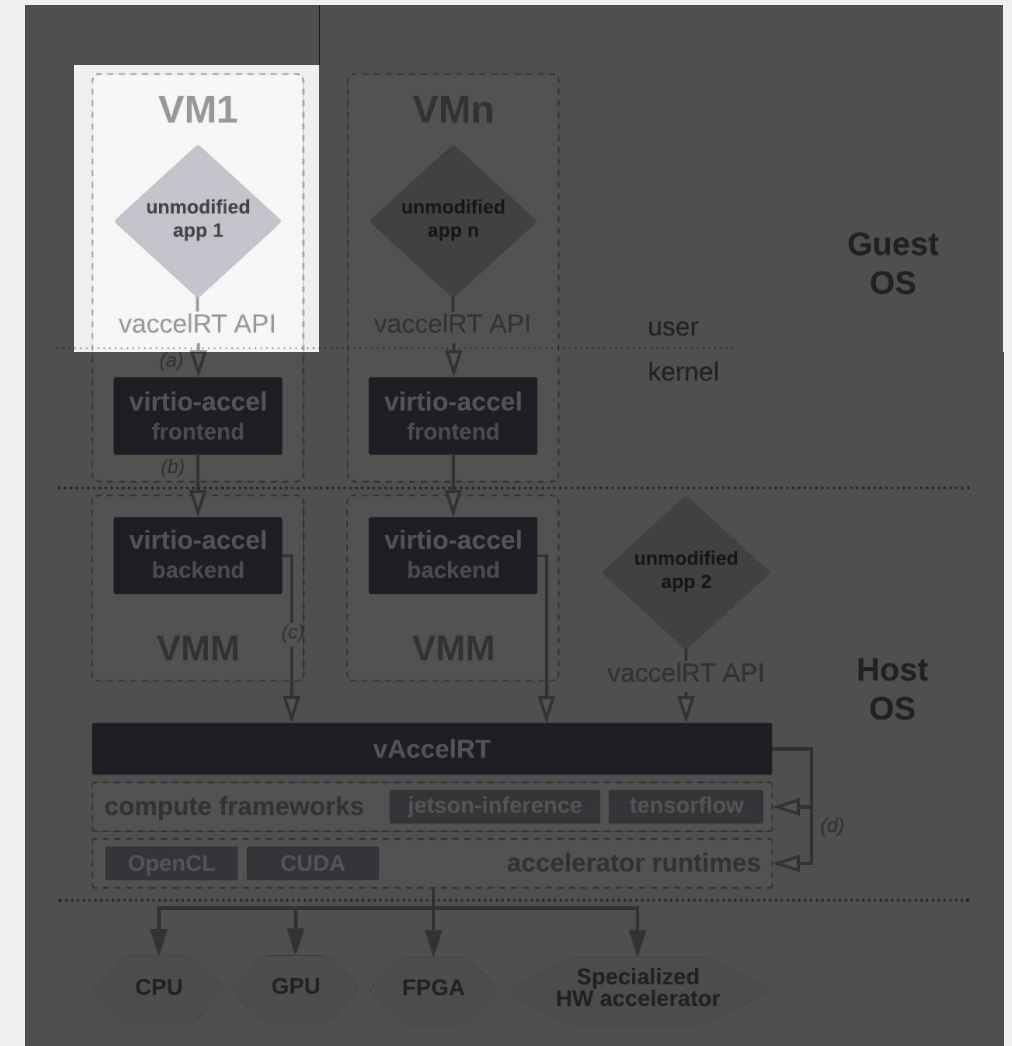 VM1
VMn
unmodified
app 1
unmodified
app n
Guest
OS
vaccelRT API
vaccelRT API
user
(a)
kernel
virtio-accel
frontend
virtio-accel
frontend
(b)
virtio-accel
backend
virtio-accel
backend
unmodified
app 2
(c)
VMM
VMM
vaccelRT API
Host
OS
vAccelRT
compute frameworks
jetson-inference
tensorflow
(d)
OpenCL
CUDA
accelerator runtimes
CPU
GPU
FPGA
Specialized
HW accelerator